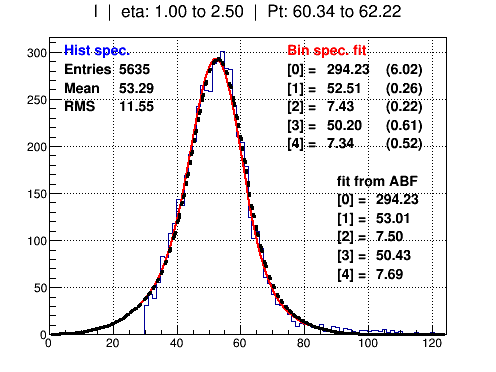 I | eta: 1.00 to 2.50 | Pt: 60.34 to 62.22
Hist spec.
Entries 5635
Mean 53.29
RMS 11.55
Bin spec. fit
[0] = 294.23 (6.02)
[1] = 52.51 (0.26)
[2] = 7.43 (0.22)
[3] = 50.20 (0.61)
[4] = 7.34 (0.52)
fit from ABF
[0] = 294.23
[1] = 53.01
[2] = 7.50
[3] = 50.43
[4] = 7.69
300
250
200
150
100
50
0
0 20 40 60 80 100 120